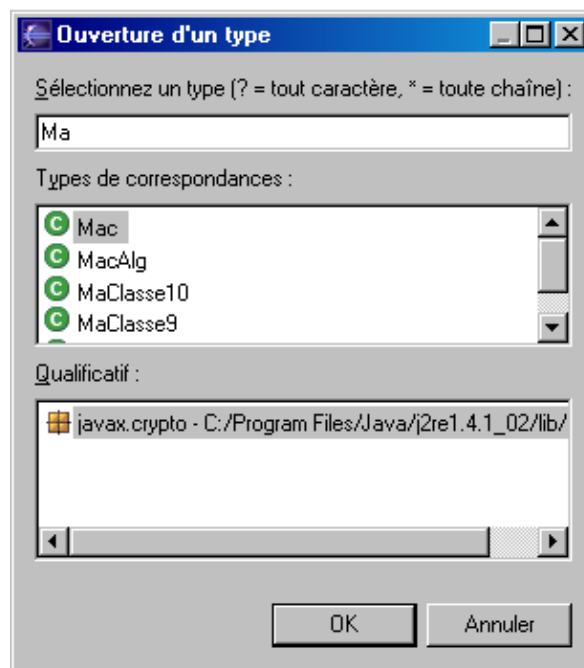 Ouverture d'un type
Sélectionnez un type (? = tout caractère, * = toute chaîne) :
Ma
Types de correspondances :
Mac
MacAlg
MaClasse10
MaClasse9
Qualificatif :
javax.crypto - C:/Program Files/Java/j2re1.4.1_02/lib/
OK Annuler